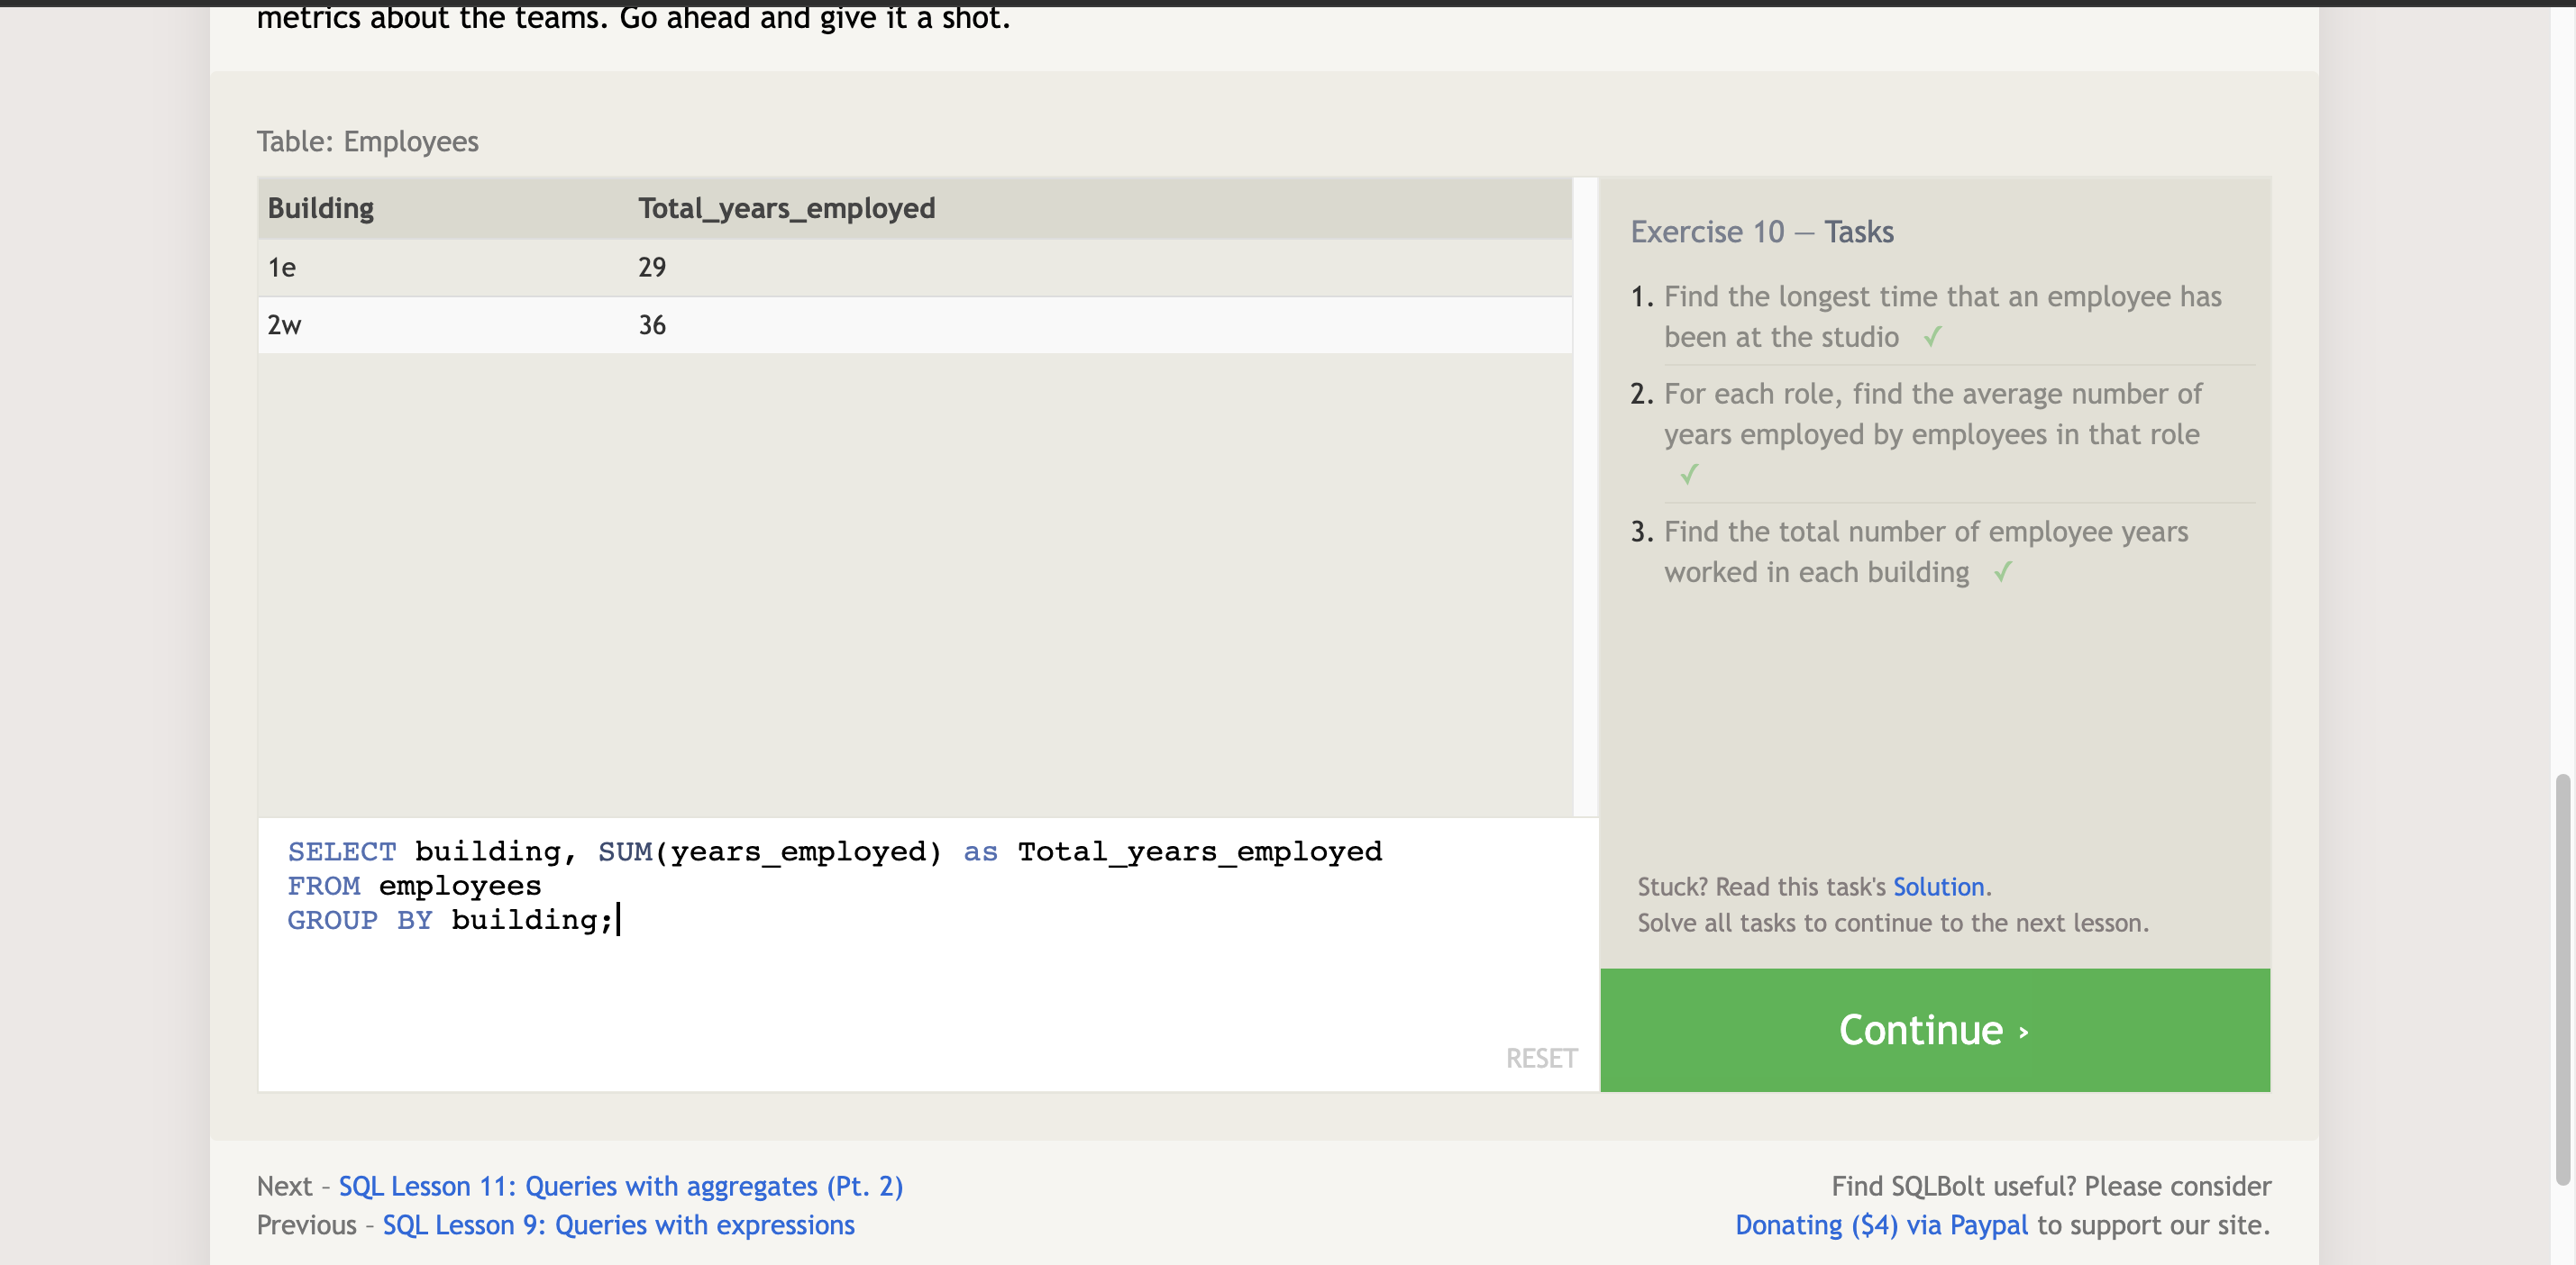 metrics about the teams. Go ahead and give it a shot.
Table: Employees
Building Total_years_employed
1e 29
2w 36
SELECT building, SUM(years_employed) as Total_years_employed
FROM employees
GROUP BY building;
RESET
Exercise 10 — Tasks
1. Find the longest time that an employee has
been at the studio ✓
2. For each role, find the average number of
years employed by employees in that role
✓
3. Find the total number of employee years
worked in each building ✓
Stuck? Read this task's Solution.
Solve all tasks to continue to the next lesson.
Continue ›
Next – SQL Lesson 11: Queries with aggregates (Pt. 2)
Previous – SQL Lesson 9: Queries with expressions
Find SQLBolt useful? Please consider
Donating ($4) via Paypal to support our site.